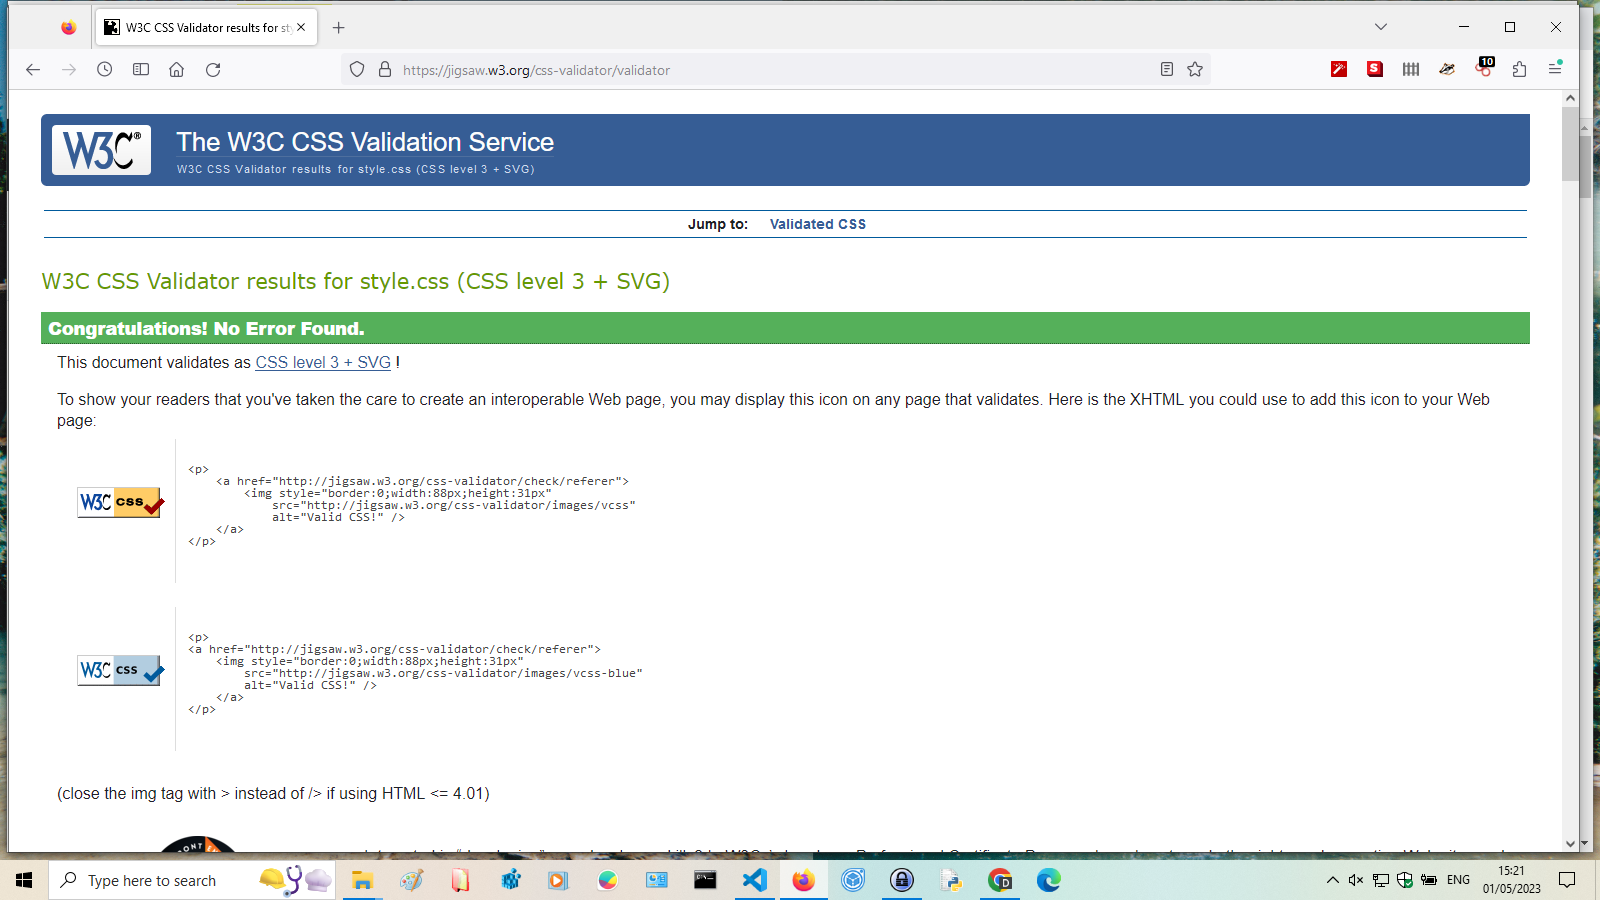 W3C CSS Validator results for sty
https://jigsaw.w3.org/css-validator/validator
10
W3C®
The W3C CSS Validation Service
W3C CSS Validator results for style.css (CSS level 3 + SVG)
Jump to: Validated CSS
W3C CSS Validator results for style.css (CSS level 3 + SVG)
Congratulations! No Error Found.
This document validates as CSS level 3 + SVG !
To show your readers that you've taken the care to create an interoperable Web page, you may display this icon on any page that validates. Here is the XHTML you could use to add this icon to your Web
page:
W3C css
<p>
<a href="http://jigsaw.w3.org/css-validator/check/referer">
<img style="border:0;width:88px;height:31px"
src="http://jigsaw.w3.org/css-validator/images/vcss"
alt="Valid CSS!" />
</a>
</p>
W3C css
<p>
<a href="http://jigsaw.w3.org/css-validator/check/referer">
<img style="border:0;width:88px;height:31px"
src="http://jigsaw.w3.org/css-validator/images/vcss-blue"
alt="Valid CSS!" />
</a>
</p>
(close the img tag with > instead of /> if using HTML <= 4.01)
Type here to search
ENG
15:21
01/05/2023